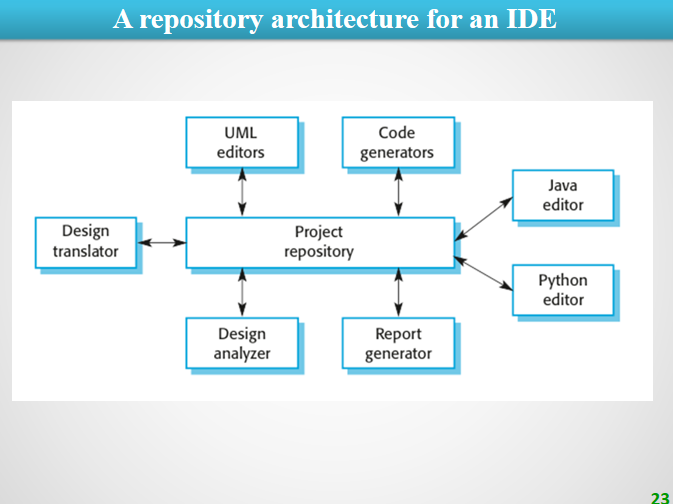 A repository architecture for an IDE
UML
editors
Code
generators
Java
editor
Design
translator
Project
repository
Python
editor
Design
analyzer
Report
generator
23